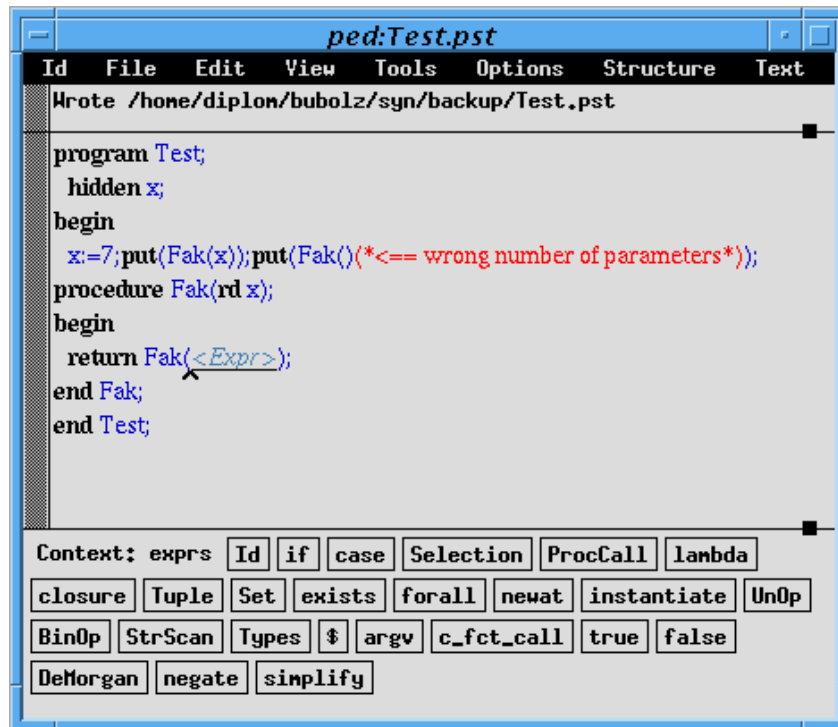 ped:Test.pst
Id File Edit View Tools Options Structure Text
Wrote /home/diplom/bubolz/syn/backup/Test.pst
program Test;
hidden x;
begin
x:=7;put(Fak(x));put(Fak()(*<== wrong number of parameters*));
procedure Fak(rd x);
begin
return Fak(<Expr>);
end Fak;
end Test;
Context: exprs Id if case Selection ProcCall lambda
closure Tuple Set exists forall newat instantiate UnOp
BinOp StrScan Types $ argv c_fct_call true false
DeMorgan negate simplify